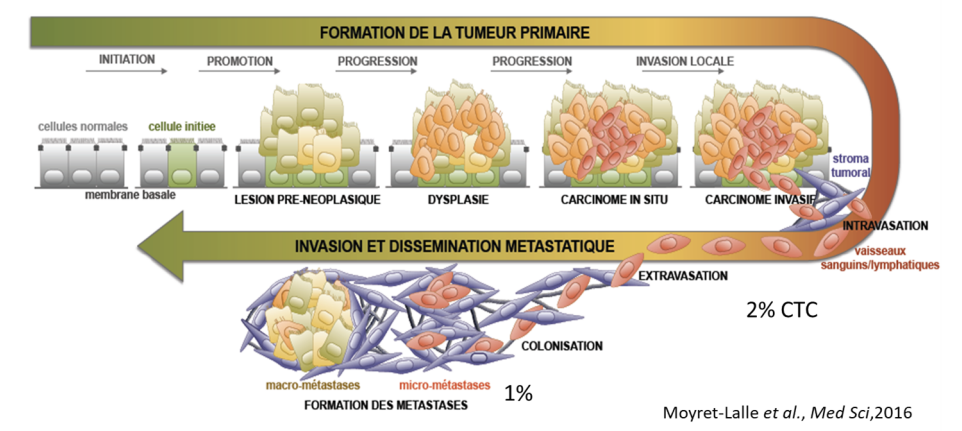 FORMATION DE LA TUMEUR PRIMAIRE
INITIATION
PROMOTION
PROGRESSION
PROGRESSION
INVASION LOCALE
cellules normales
cellule initiee
membrane basale
LESION PRE-NEOPLASIQUE
DYSPLASIE
CARCINOME IN SITU
CARCINOME INVASIF
stroma
tumoral
INTRAVASATION
vaisseaux
sanguins/lymphatiques
INVASION ET DISSEMINATION METASTATIQUE
EXTRAVASATION
2% CTC
COLONISATION
macro-métastases
micro-métastases
1%
FORMATION DES METASTASES
Moyret-Lalle et al., Med Sci,2016